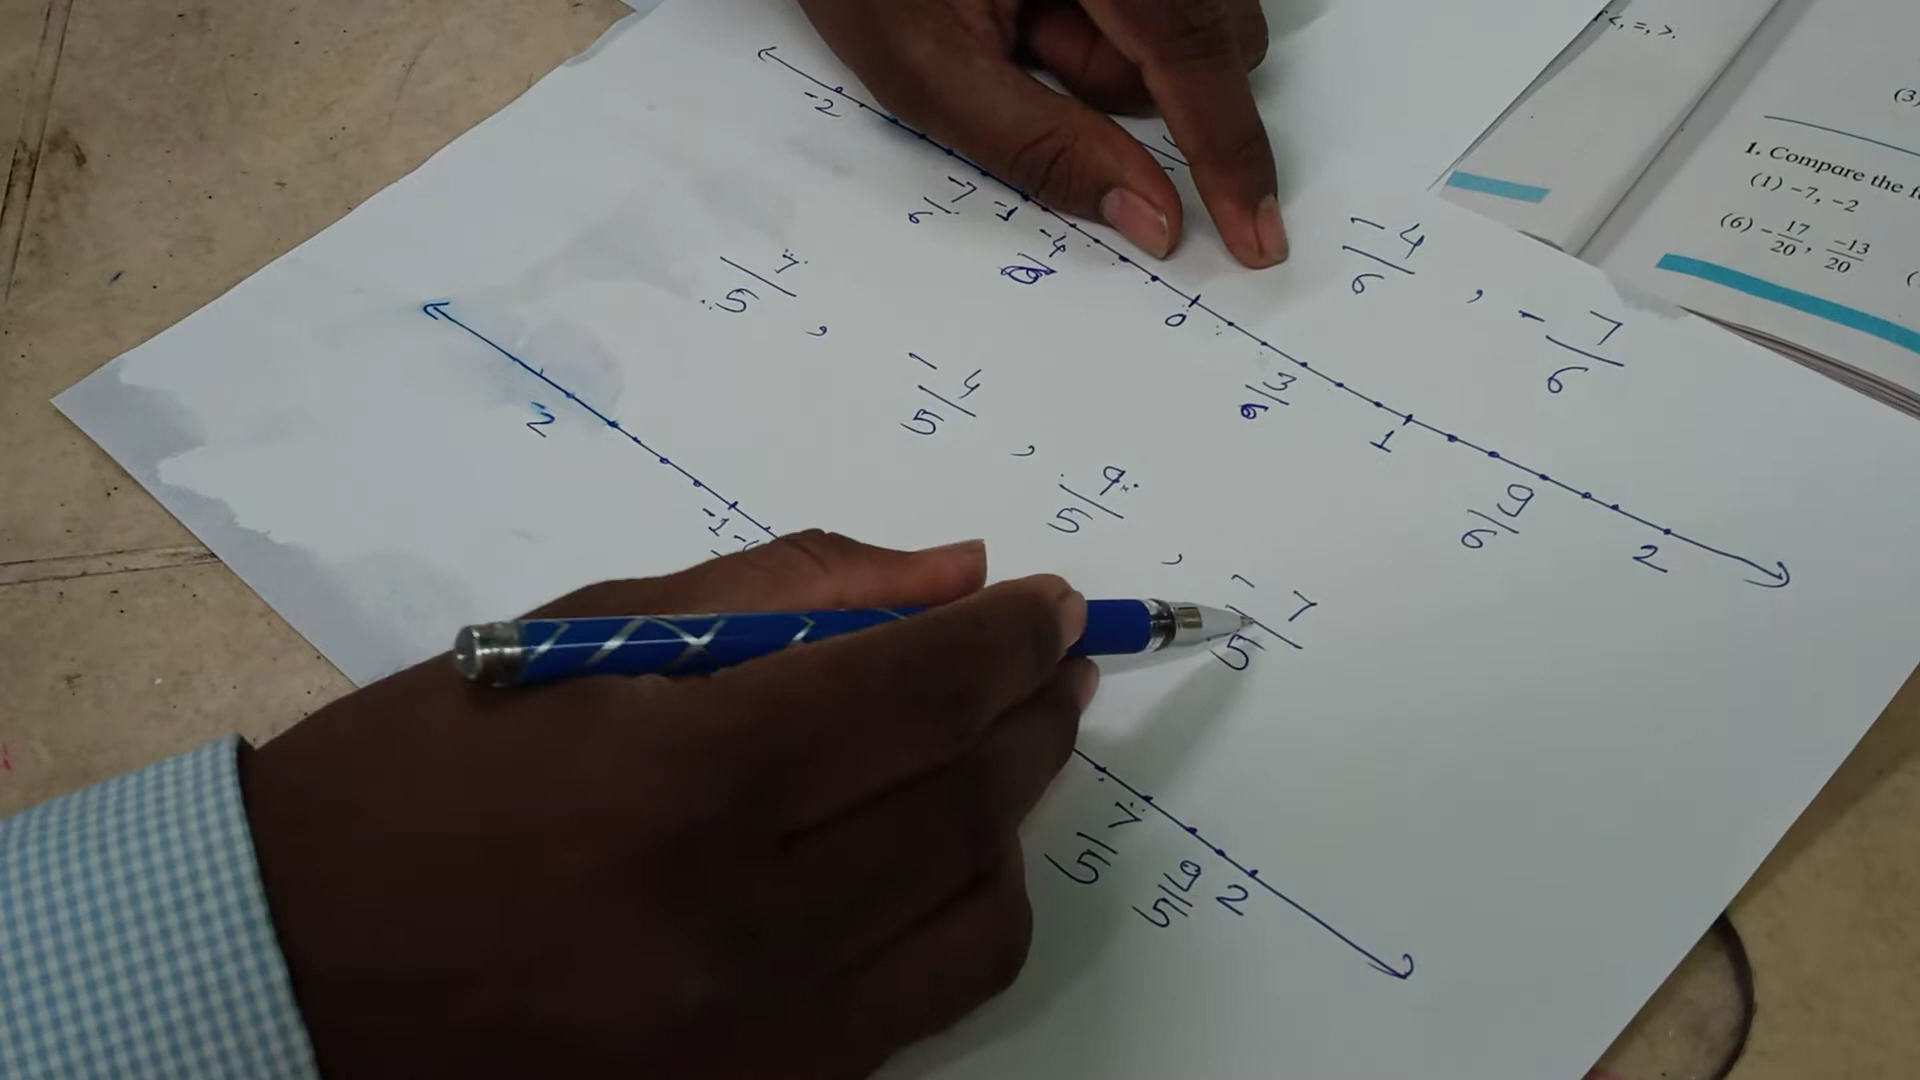 <, =, >.
(3)
1. Compare the
(1) −7, −2
(6) −17/20, −13/20
(
-4/6 , -7/6
-2 -7/6 -1 -4 0 3/6 1 9/6 2
7/5 , -4/5 , 9/5 , -7/5
-2 -1 7/5 9/5 2